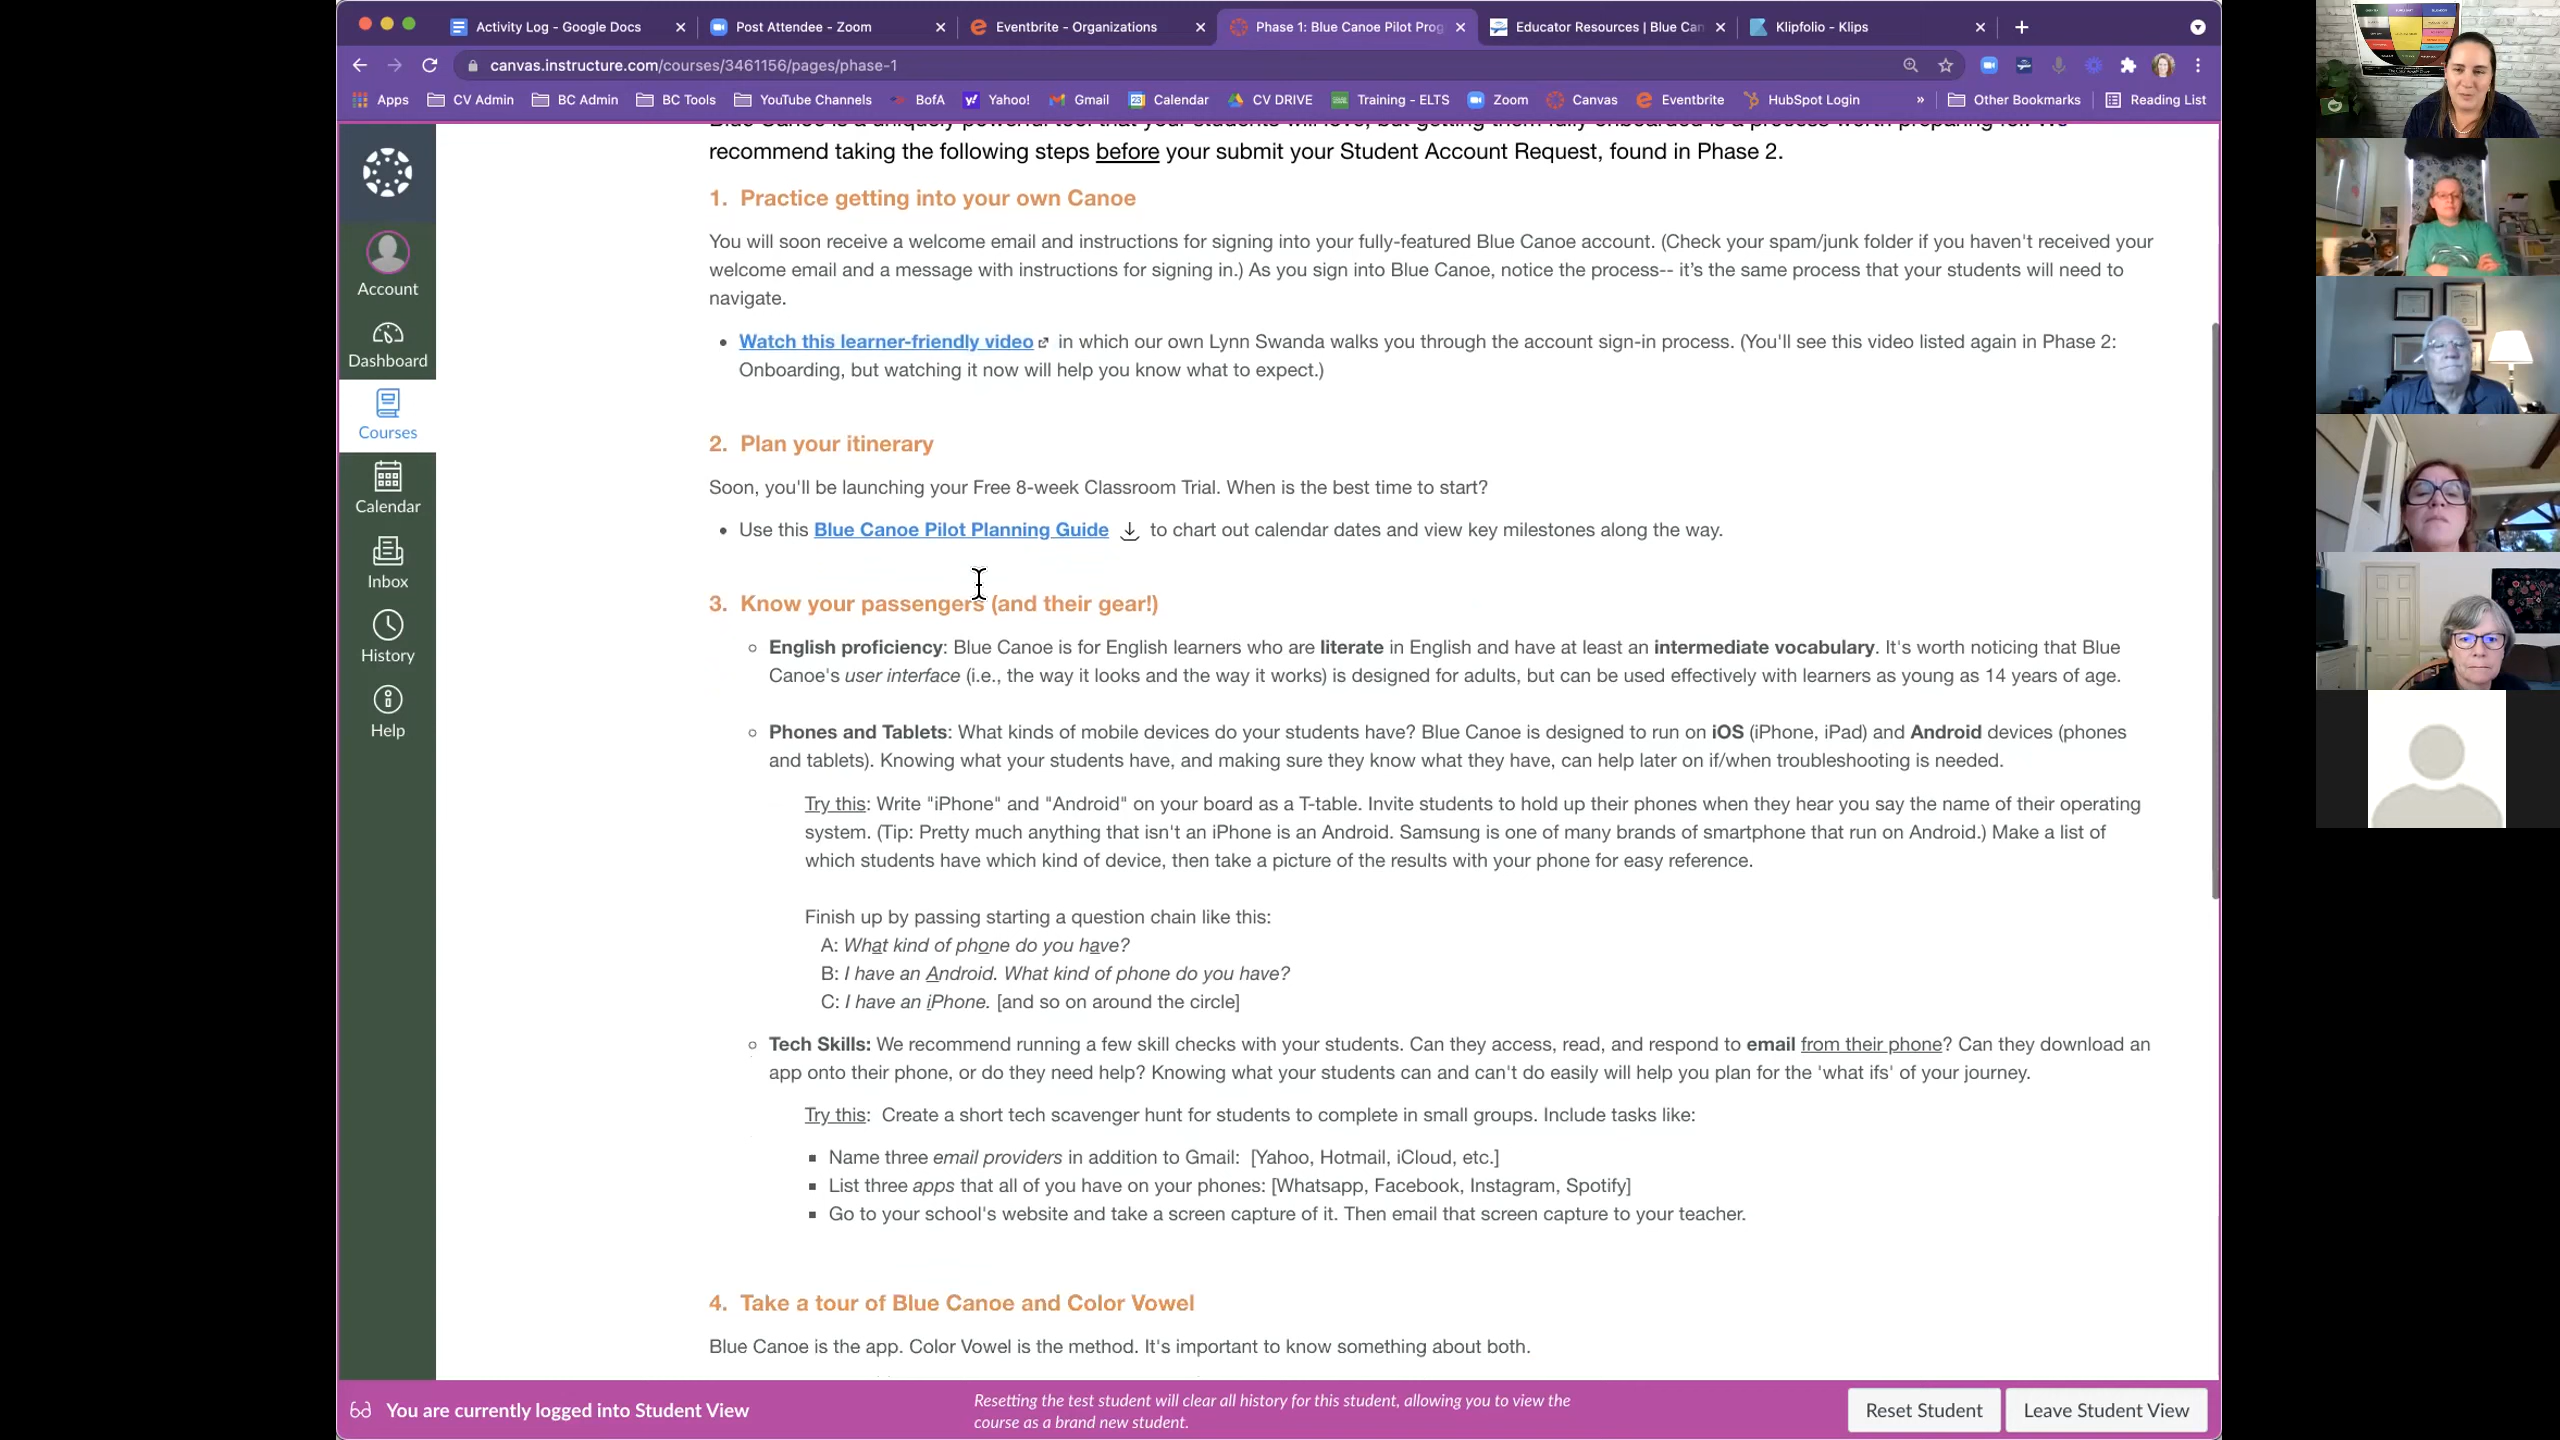 Activity Log - Google Docs
Post Attendee - Zoom
Eventbrite - Organizations
Phase 1: Blue Canoe Pilot Prog
Educator Resources | Blue Can
Klipfolio - Klips
canvas.instructure.com/courses/3461156/pages/phase-1
Apps
CV Admin
BC Admin
BC Tools
YouTube Channels
BofA
Yahoo!
Gmail
Calendar
CV DRIVE
Training - ELTS
Zoom
Canvas
Eventbrite
HubSpot Login
»
Other Bookmarks
Reading List
Account
Dashboard
Courses
Calendar
Inbox
History
Help
Blue Canoe is a uniquely powerful tool that your students will love, but getting them fully onboarded is a process worth preparing for. We
recommend taking the following steps before your submit your Student Account Request, found in Phase 2.
1. Practice getting into your own Canoe
You will soon receive a welcome email and instructions for signing into your fully-featured Blue Canoe account. (Check your spam/junk folder if you haven't received your
welcome email and a message with instructions for signing in.) As you sign into Blue Canoe, notice the process-- it's the same process that your students will need to
navigate.
• Watch this learner-friendly video in which our own Lynn Swanda walks you through the account sign-in process. (You'll see this video listed again in Phase 2:
Onboarding, but watching it now will help you know what to expect.)
2. Plan your itinerary
Soon, you'll be launching your Free 8-week Classroom Trial. When is the best time to start?
• Use this Blue Canoe Pilot Planning Guide to chart out calendar dates and view key milestones along the way.
3. Know your passengers (and their gear!)
English proficiency: Blue Canoe is for English learners who are literate in English and have at least an intermediate vocabulary. It's worth noticing that Blue
Canoe's user interface (i.e., the way it looks and the way it works) is designed for adults, but can be used effectively with learners as young as 14 years of age.
Phones and Tablets: What kinds of mobile devices do your students have? Blue Canoe is designed to run on iOS (iPhone, iPad) and Android devices (phones
and tablets). Knowing what your students have, and making sure they know what they have, can help later on if/when troubleshooting is needed.
Try this: Write "iPhone" and "Android" on your board as a T-table. Invite students to hold up their phones when they hear you say the name of their operating
system. (Tip: Pretty much anything that isn't an iPhone is an Android. Samsung is one of many brands of smartphone that run on Android.) Make a list of
which students have which kind of device, then take a picture of the results with your phone for easy reference.
Finish up by passing starting a question chain like this:
A: What kind of phone do you have?
B: I have an Android. What kind of phone do you have?
C: I have an iPhone. [and so on around the circle]
Tech Skills: We recommend running a few skill checks with your students. Can they access, read, and respond to email from their phone? Can they download an
app onto their phone, or do they need help? Knowing what your students can and can't do easily will help you plan for the 'what ifs' of your journey.
Try this: Create a short tech scavenger hunt for students to complete in small groups. Include tasks like:
Name three email providers in addition to Gmail: [Yahoo, Hotmail, iCloud, etc.]
List three apps that all of you have on your phones: [Whatsapp, Facebook, Instagram, Spotify]
Go to your school's website and take a screen capture of it. Then email that screen capture to your teacher.
4. Take a tour of Blue Canoe and Color Vowel
Blue Canoe is the app. Color Vowel is the method. It's important to know something about both.
You are currently logged into Student View
Resetting the test student will clear all history for this student, allowing you to view the
course as a brand new student.
Reset Student
Leave Student View